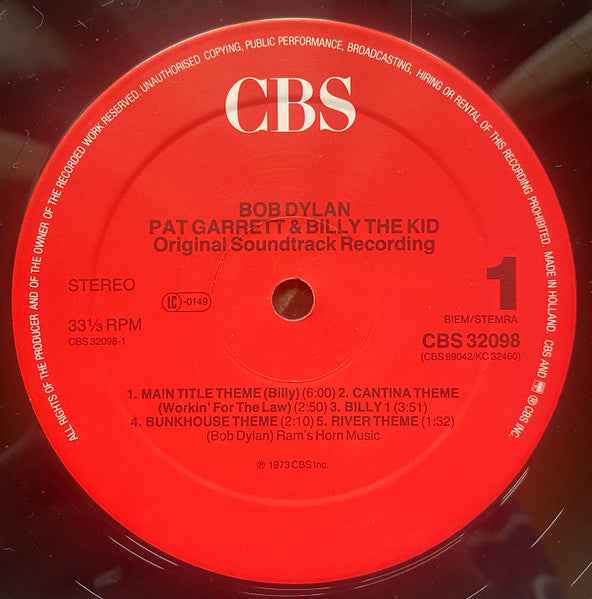 ALL RIGHTS OF THE PRODUCER AND OF THE OWNER OF THE RECORDED WORK RESERVED. UNAUTHORISED COPYING, PUBLIC PERFORMANCE, BROADCASTING, HIRING OR RENTAL OF THIS RECORDING PROHIBITED. MADE IN HOLLAND. CBS AND ® CBS INC.
CBS
BOB DYLAN
PAT GARRETT & BILLY THE KID
Original Soundtrack Recording
STEREO
LC-0149
1
33⅓ RPM
CBS 32098-1
BIEM/STEMRA
CBS 32098
(CBS 69042/KC 32460)
1. MAIN TITLE THEME (Billy) (6:00) 2. CANTINA THEME
(Workin' For The Law) (2:50) 3. BILLY 1 (3:51)
4. BUNKHOUSE THEME (2:10) 5. RIVER THEME (1:32)
(Bob Dylan) Ram's Horn Music
℗ 1973 CBS Inc.